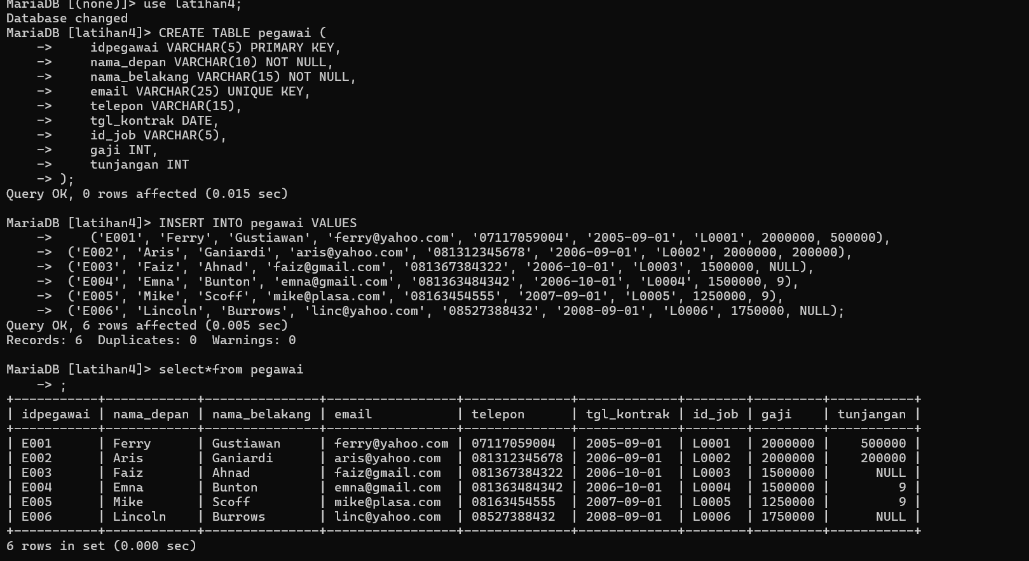 MariaDB [(none)]> use latihan4;
Database changed
MariaDB [latihan4]> CREATE TABLE pegawai (
    ->     idpegawai VARCHAR(5) PRIMARY KEY,
    ->     nama_depan VARCHAR(10) NOT NULL,
    ->     nama_belakang VARCHAR(15) NOT NULL,
    ->     email VARCHAR(25) UNIQUE KEY,
    ->     telepon VARCHAR(15),
    ->     tgl_kontrak DATE,
    ->     id_job VARCHAR(5),
    ->     gaji INT,
    ->     tunjangan INT
    -> );
Query OK, 0 rows affected (0.015 sec)

MariaDB [latihan4]> INSERT INTO pegawai VALUES
    ->     ('E001', 'Ferry', 'Gustiawan', 'ferry@yahoo.com', '07117059004', '2005-09-01', 'L0001', 2000000, 500000),
    ->  ('E002', 'Aris', 'Ganiardi', 'aris@yahoo.com', '081312345678', '2006-09-01', 'L0002', 2000000, 200000),
    ->  ('E003', 'Faiz', 'Ahnad', 'faiz@gmail.com', '081367384322', '2006-10-01', 'L0003', 1500000, NULL),
    ->  ('E004', 'Emna', 'Bunton', 'emna@gmail.com', '081363484342', '2006-10-01', 'L0004', 1500000, 9),
    ->  ('E005', 'Mike', 'Scoff', 'mike@plasa.com', '08163454555', '2007-09-01', 'L0005', 1250000, 9),
    ->  ('E006', 'Lincoln', 'Burrows', 'linc@yahoo.com', '08527388432', '2008-09-01', 'L0006', 1750000, NULL);
Query OK, 6 rows affected (0.005 sec)
Records: 6  Duplicates: 0  Warnings: 0

MariaDB [latihan4]> select*from pegawai
    -> ;
+-----------+------------+---------------+-----------------+--------------+-------------+--------+---------+-----------+
| idpegawai | nama_depan | nama_belakang | email           | telepon      | tgl_kontrak | id_job | gaji    | tunjangan |
+-----------+------------+---------------+-----------------+--------------+-------------+--------+---------+-----------+
| E001      | Ferry      | Gustiawan     | ferry@yahoo.com | 07117059004  | 2005-09-01  | L0001  | 2000000 |    500000 |
| E002      | Aris       | Ganiardi      | aris@yahoo.com  | 081312345678 | 2006-09-01  | L0002  | 2000000 |    200000 |
| E003      | Faiz       | Ahnad         | faiz@gmail.com  | 081367384322 | 2006-10-01  | L0003  | 1500000 |      NULL |
| E004      | Emna       | Bunton        | emna@gmail.com  | 081363484342 | 2006-10-01  | L0004  | 1500000 |         9 |
| E005      | Mike       | Scoff         | mike@plasa.com  | 08163454555  | 2007-09-01  | L0005  | 1250000 |         9 |
| E006      | Lincoln    | Burrows       | linc@yahoo.com  | 08527388432  | 2008-09-01  | L0006  | 1750000 |      NULL |
+-----------+------------+---------------+-----------------+--------------+-------------+--------+---------+-----------+
6 rows in set (0.000 sec)